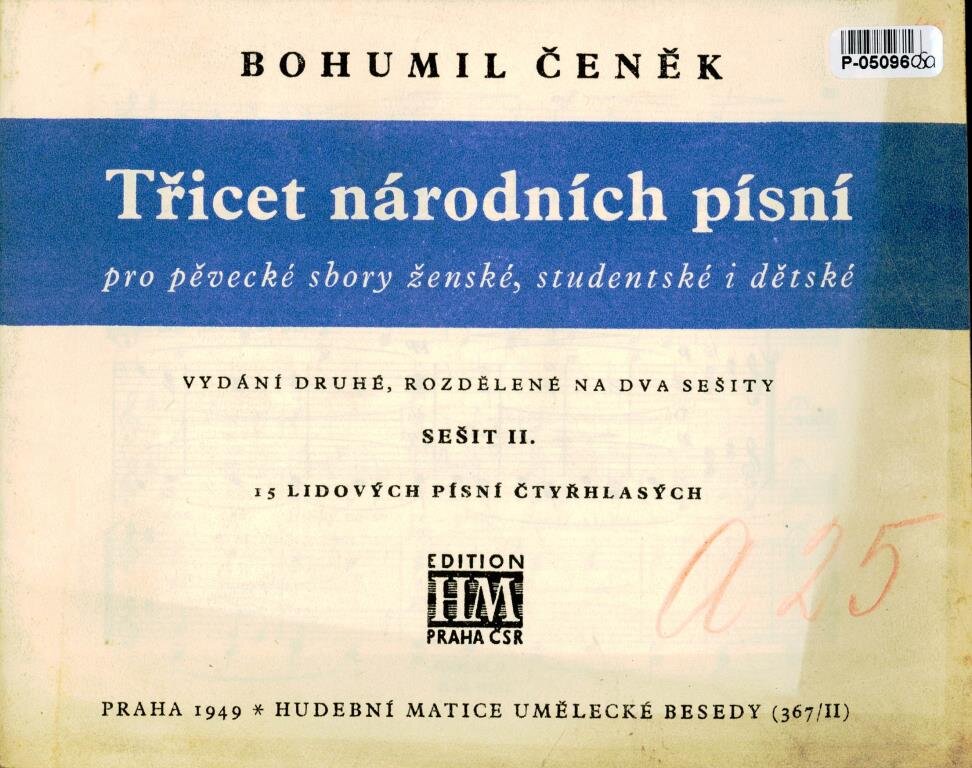 BOHUMIL ČENĚK
P-05096
Třicet národních písní
pro pěvecké sbory ženské, studentské i dětské
VYDÁNÍ DRUHÉ, ROZDĚLENÉ NA DVA SEŠITY
SEŠIT II.
15 LIDOVÝCH PÍSNÍ ČTYŘHLASÝCH
a 25
EDITION
HM
PRAHA ČSR
PRAHA 1949 * HUDEBNÍ MATICE UMĚLECKÉ BESEDY (367/II)